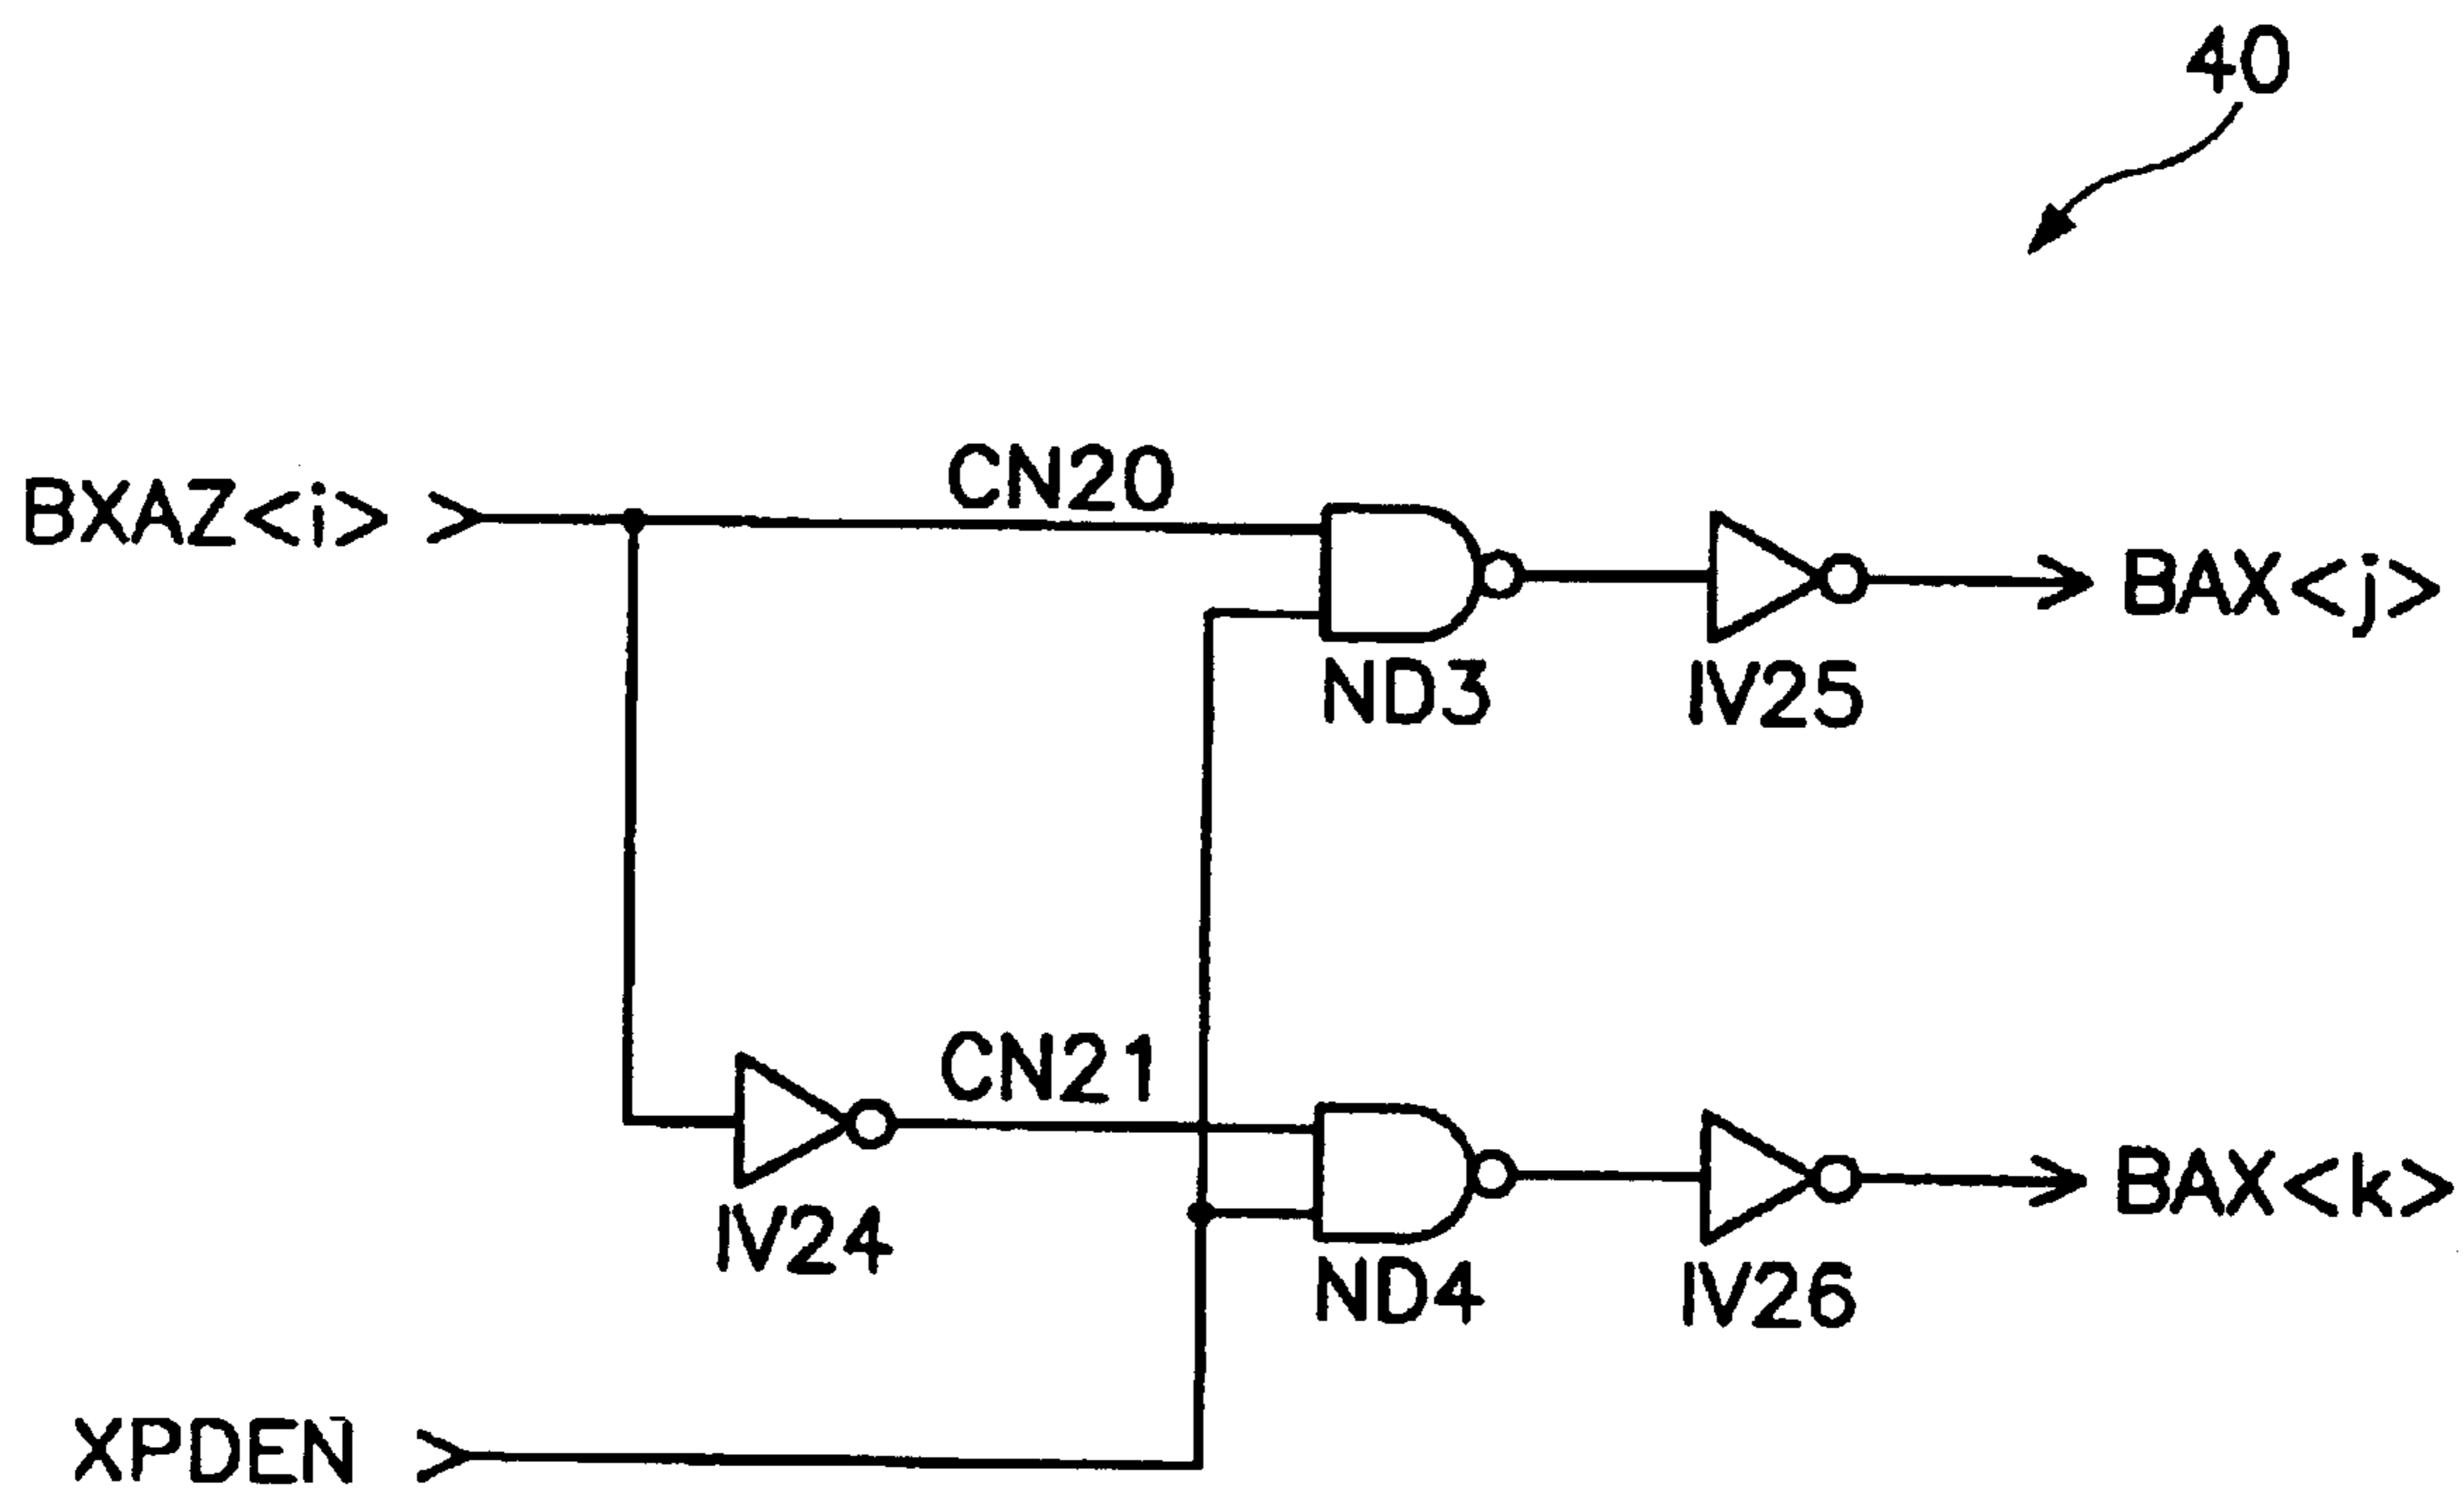 40
CN20
BXAZ<i>
BAX<j>
ND3
IV25
CN21
IV24
BAX<k>
ND4
IV26
XPDEN